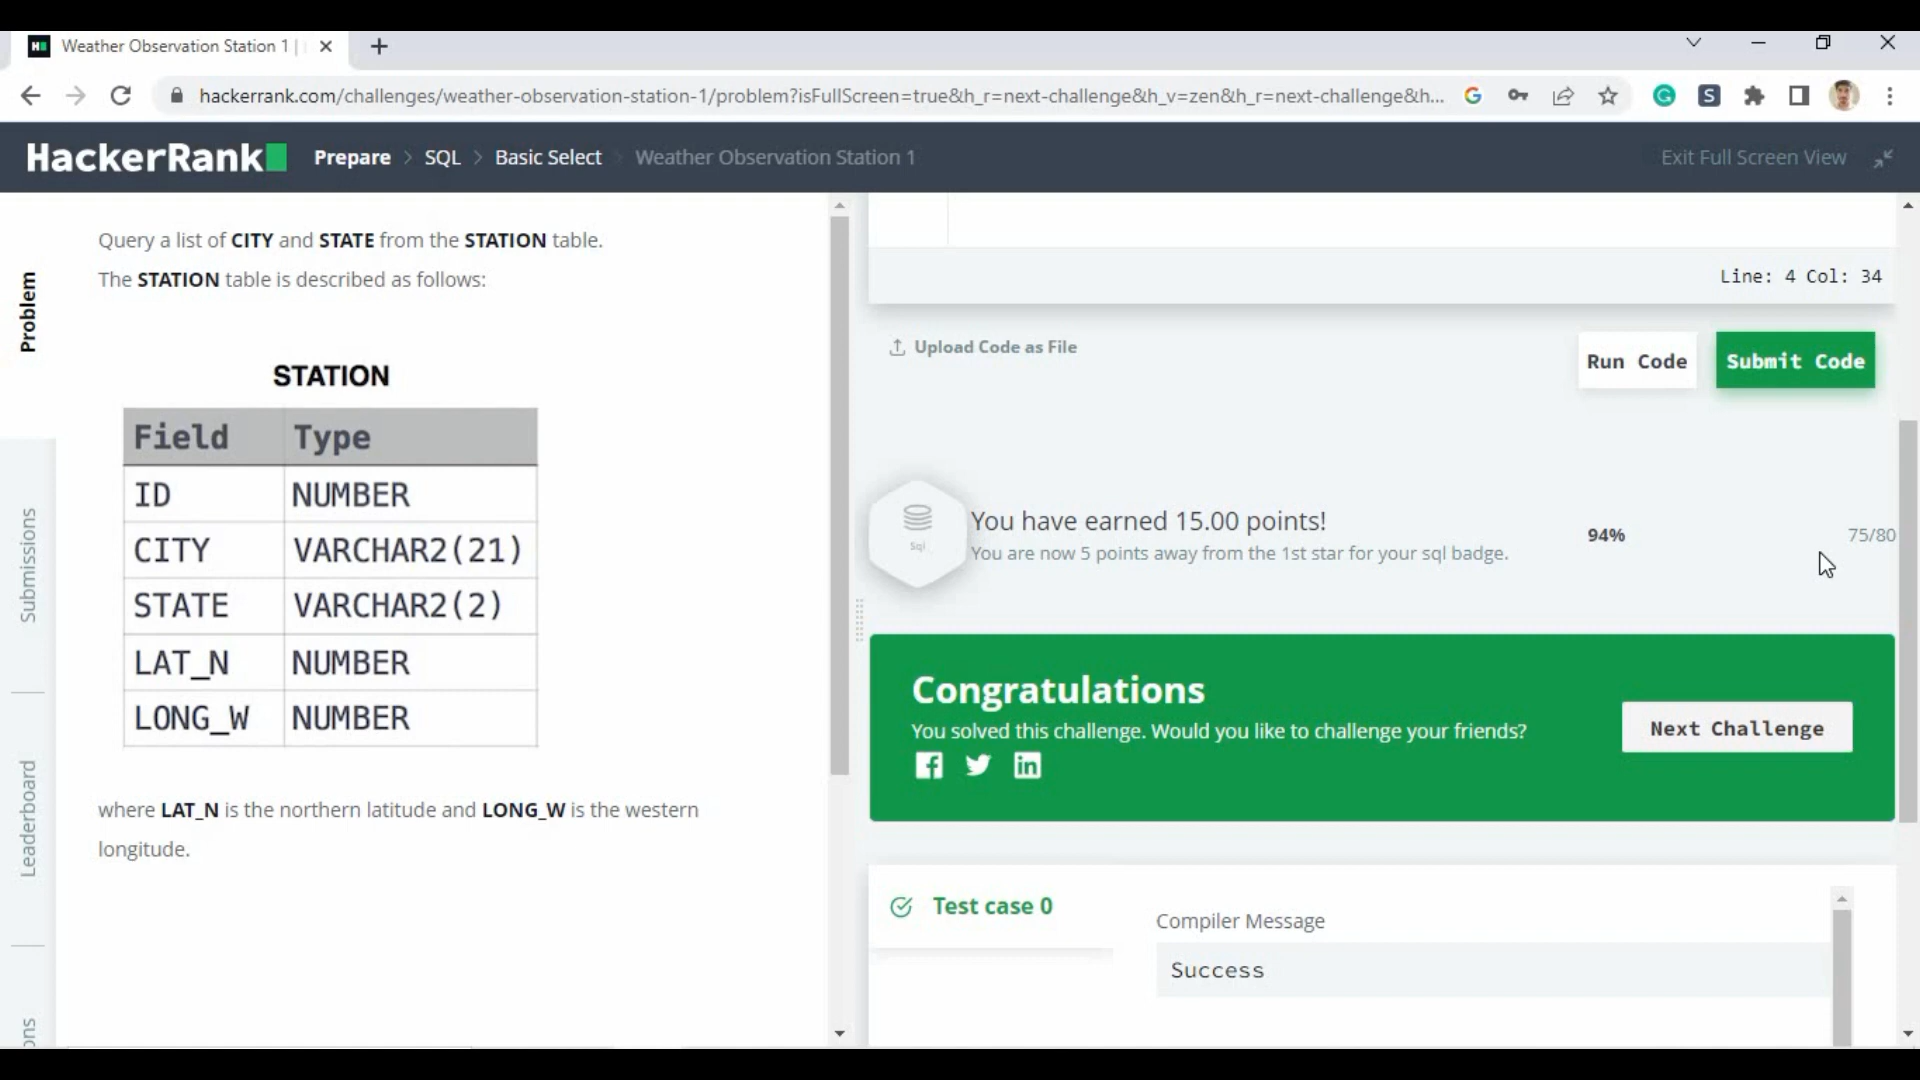 Weather Observation Station 1 |
hackerrank.com/challenges/weather-observation-station-1/problem?isFullScreen=true&h_r=next-challenge&h_v=zen&h_r=next-challenge&h...
HackerRank
Prepare > SQL > Basic Select > Weather Observation Station 1
Exit Full Screen View
Problem
Submissions
Leaderboard
ons
Query a list of CITY and STATE from the STATION table.
The STATION table is described as follows:
STATION
Field Type
ID NUMBER
CITY VARCHAR2(21)
STATE VARCHAR2(2)
LAT_N NUMBER
LONG_W NUMBER
where LAT_N is the northern latitude and LONG_W is the western
longitude.
Line: 4 Col: 34
Upload Code as File
Run Code
Submit Code
Sql
You have earned 15.00 points!
You are now 5 points away from the 1st star for your sql badge.
94%
75/80
Congratulations
You solved this challenge. Would you like to challenge your friends?
Next Challenge
Test case 0
Compiler Message
Success